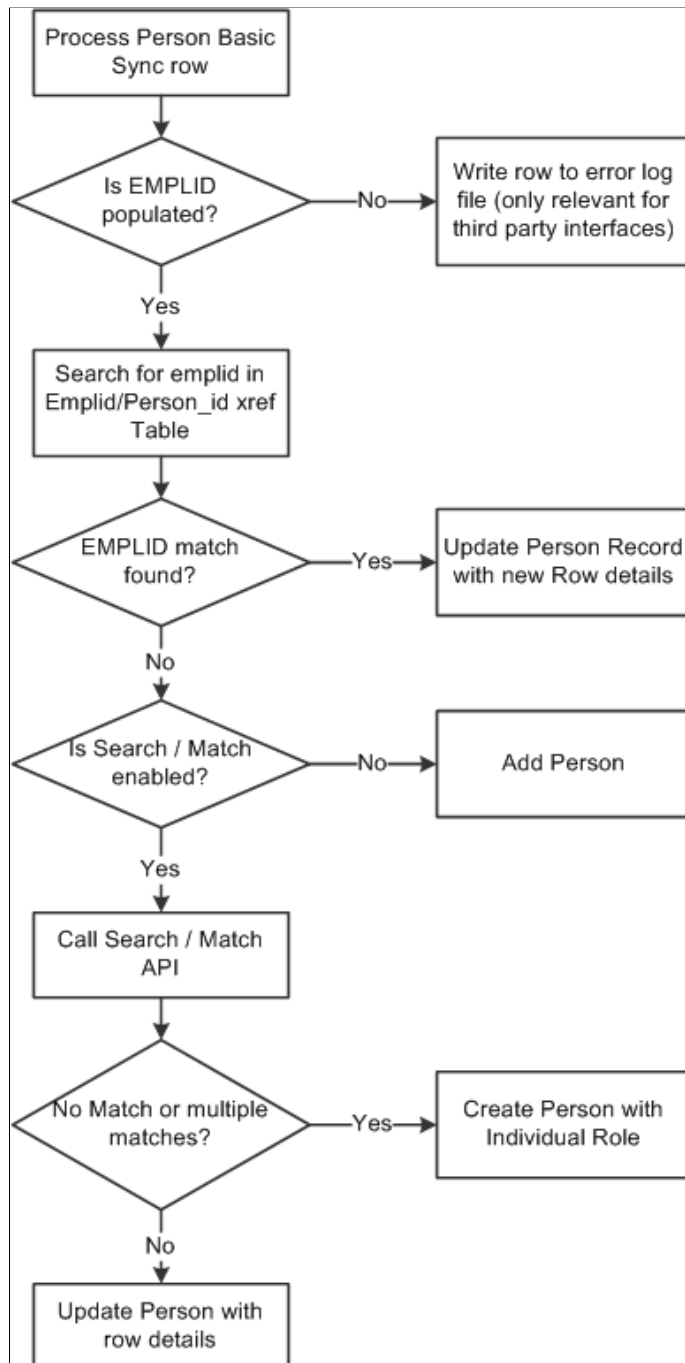 Process Person Basic
Sync row
Is EMPLID
populated?
No
Write row to error log
file (only relevant for
third party interfaces)
Yes
Search for emplid in
Emplid/Person_id xref
Table
EMPLID match
found?
Yes
Update Person Record
with new Row details
No
Is Search / Match
enabled?
No
Add Person
Yes
Call Search / Match
API
No Match or multiple
matches?
Yes
Create Person with
Individual Role
No
Update Person with
row details